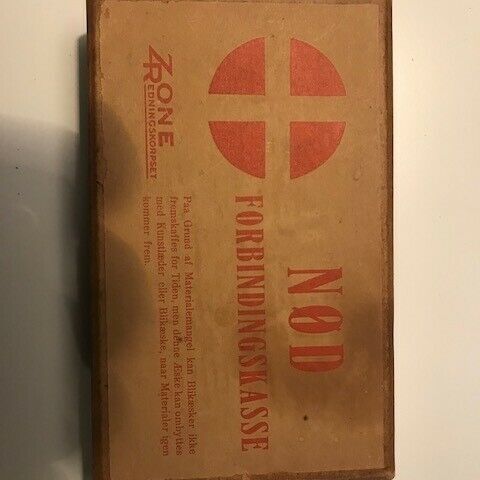 NØD
FORBINDINGSKASSE
ZONE
REDNINGSKORPSET
Paa Grund af Materialemangel kan Blikæsker ikke
fremskaffes for Tiden, men denne Æske kan ombyttes
med Kunstlæder eller Blikæske, naar Materialer igen
kommer frem.